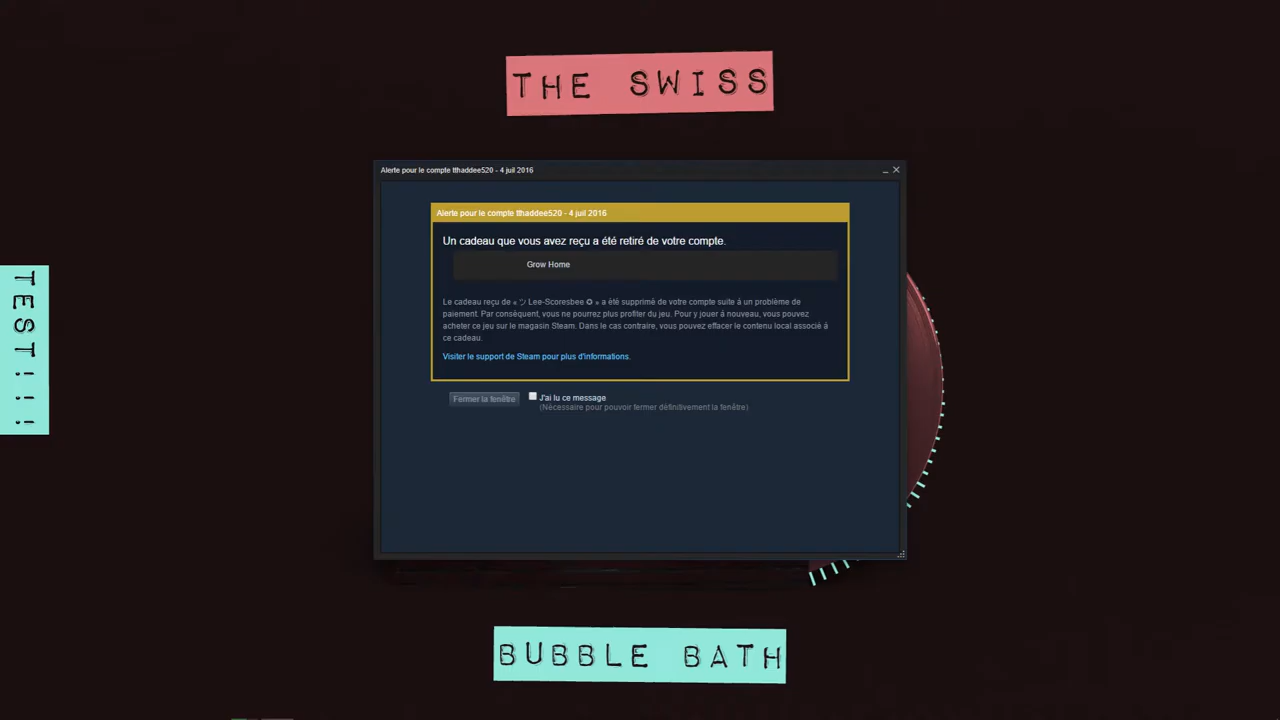 THE SWISS
Alerte pour le compte tthaddee520 - 4 juil 2016
Alerte pour le compte tthaddee520 - 4 juil 2016
Un cadeau que vous avez reçu a été retiré de votre compte.
Grow Home
Le cadeau reçu de « ツ Lee-Scoresbee ✪ » a été supprimé de votre compte suite à un problème de
paiement. Par conséquent, vous ne pourrez plus profiter du jeu. Pour y jouer à nouveau, vous pouvez
acheter ce jeu sur le magasin Steam. Dans le cas contraire, vous pouvez effacer le contenu local associé à
ce cadeau.
Visiter le support de Steam pour plus d'informations.
Fermer la fenêtre
J'ai lu ce message
(Nécessaire pour pouvoir fermer définitivement la fenêtre)
TEST!!!
BUBBLE BATH